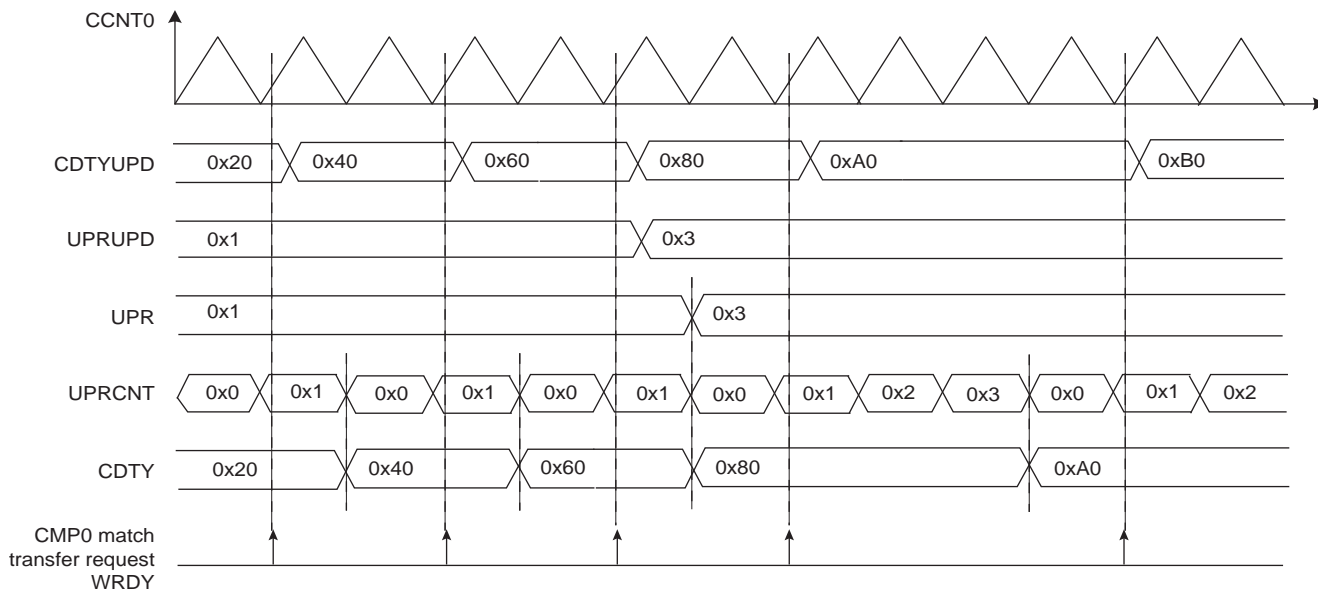 CCNT0
CDTYUPD 0x20 0x40 0x60 0x80 0xA0 0xB0
UPRUPD 0x1 0x3
UPR 0x1 0x3
UPRCNT 0x0 0x1 0x0 0x1 0x0 0x1 0x0 0x1 0x2 0x3 0x0 0x1 0x2
CDTY 0x20 0x40 0x60 0x80 0xA0
CMP0 match
transfer request
WRDY